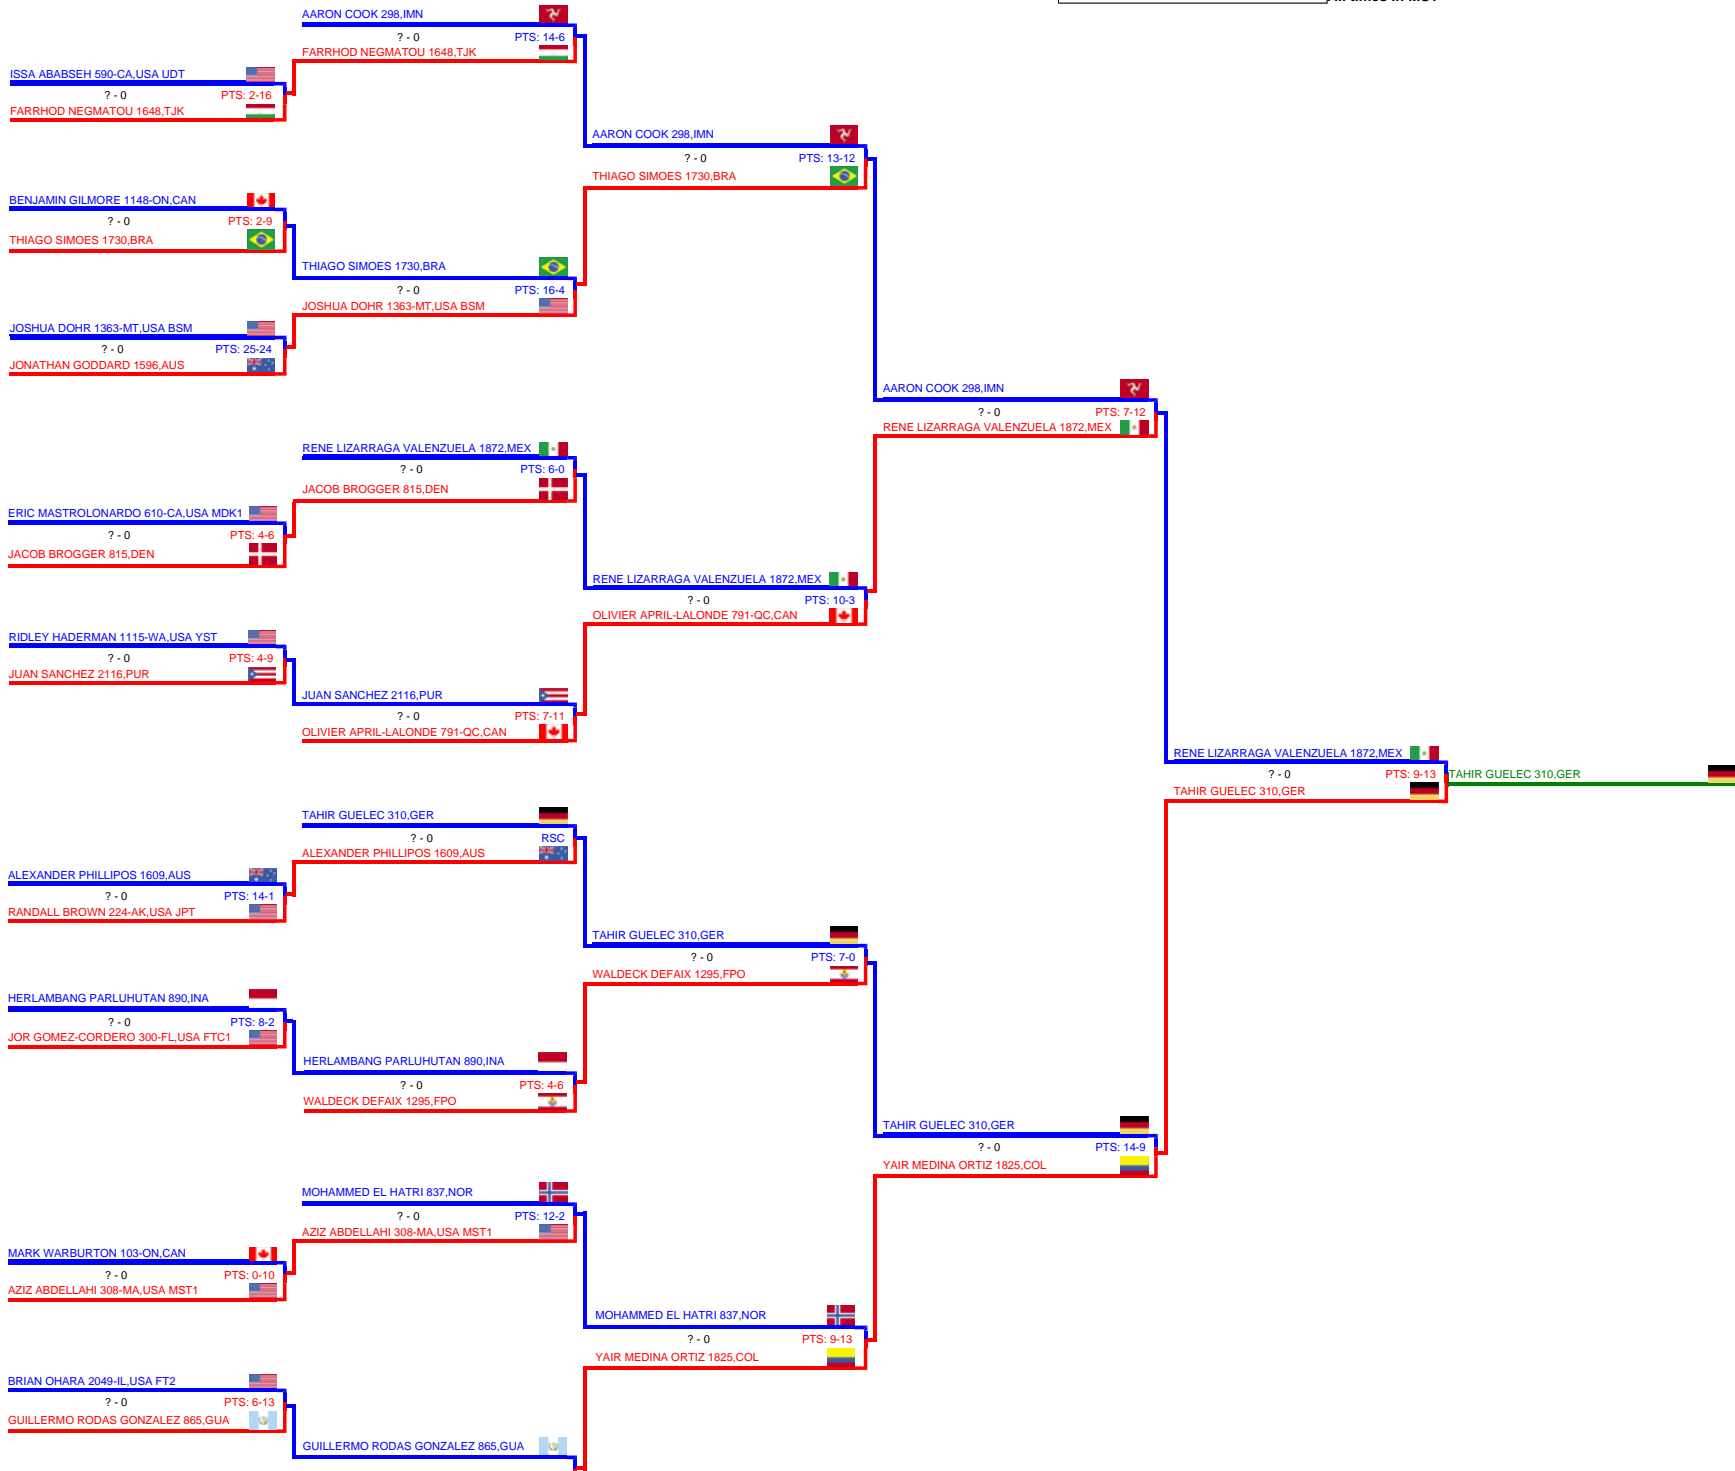 AARON COOK 298,IMN
? - 0 PTS: 14-6
FARRHOD NEGMATOU 1648,TJK
ISSA ABABSEH 590-CA,USA UDT
? - 0 PTS: 2-16
FARRHOD NEGMATOU 1648,TJK
AARON COOK 298,IMN
? - 0 PTS: 13-12
THIAGO SIMOES 1730,BRA
BENJAMIN GILMORE 1148-ON,CAN
? - 0 PTS: 2-9
THIAGO SIMOES 1730,BRA
THIAGO SIMOES 1730,BRA
? - 0 PTS: 16-4
JOSHUA DOHR 1363-MT,USA BSM
JOSHUA DOHR 1363-MT,USA BSM
? - 0 PTS: 25-24
JONATHAN GODDARD 1596,AUS
AARON COOK 298,IMN
? - 0 PTS: 7-12
RENE LIZARRAGA VALENZUELA 1872,MEX
RENE LIZARRAGA VALENZUELA 1872,MEX
? - 0 PTS: 6-0
JACOB BROGGER 815,DEN
ERIC MASTROLONARDO 610-CA,USA MDK1
? - 0 PTS: 4-6
JACOB BROGGER 815,DEN
RENE LIZARRAGA VALENZUELA 1872,MEX
? - 0 PTS: 10-3
OLIVIER APRIL-LALONDE 791-QC,CAN
RIDLEY HADERMAN 1115-WA,USA YST
? - 0 PTS: 4-9
JUAN SANCHEZ 2116,PUR
JUAN SANCHEZ 2116,PUR
? - 0 PTS: 7-11
OLIVIER APRIL-LALONDE 791-QC,CAN
RENE LIZARRAGA VALENZUELA 1872,MEX
? - 0 PTS: 9-13 TAHIR GUELEC 310,GER
TAHIR GUELEC 310,GER
TAHIR GUELEC 310,GER
? - 0 RSC
ALEXANDER PHILLIPOS 1609,AUS
ALEXANDER PHILLIPOS 1609,AUS
? - 0 PTS: 14-1
RANDALL BROWN 224-AK,USA JPT
TAHIR GUELEC 310,GER
? - 0 PTS: 7-0
WALDECK DEFAIX 1295,FPO
HERLAMBANG PARLUHUTAN 890,INA
? - 0 PTS: 8-2
JOR GOMEZ-CORDERO 300-FL,USA FTC1
HERLAMBANG PARLUHUTAN 890,INA
? - 0 PTS: 4-6
WALDECK DEFAIX 1295,FPO
TAHIR GUELEC 310,GER
? - 0 PTS: 14-9
YAIR MEDINA ORTIZ 1825,COL
MOHAMMED EL HATRI 837,NOR
? - 0 PTS: 12-2
AZIZ ABDELLAHI 308-MA,USA MST1
MARK WARBURTON 103-ON,CAN
? - 0 PTS: 0-10
AZIZ ABDELLAHI 308-MA,USA MST1
MOHAMMED EL HATRI 837,NOR
? - 0 PTS: 9-13
YAIR MEDINA ORTIZ 1825,COL
BRIAN OHARA 2049-IL,USA FT2
? - 0 PTS: 6-13
GUILLERMO RODAS GONZALEZ 865,GUA
GUILLERMO RODAS GONZALEZ 865,GUA